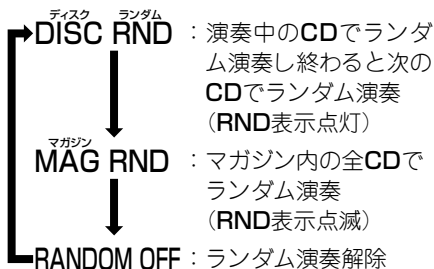 ディスク ランダム
DISC RND：演奏中のCDでランダ
ム演奏し終わると次の
CDでランダム演奏
（RND表示点灯）
マガジン
MAG RND：マガジン内の全CDで
ランダム演奏
（RND表示点滅）
RANDOM OFF：ランダム演奏解除